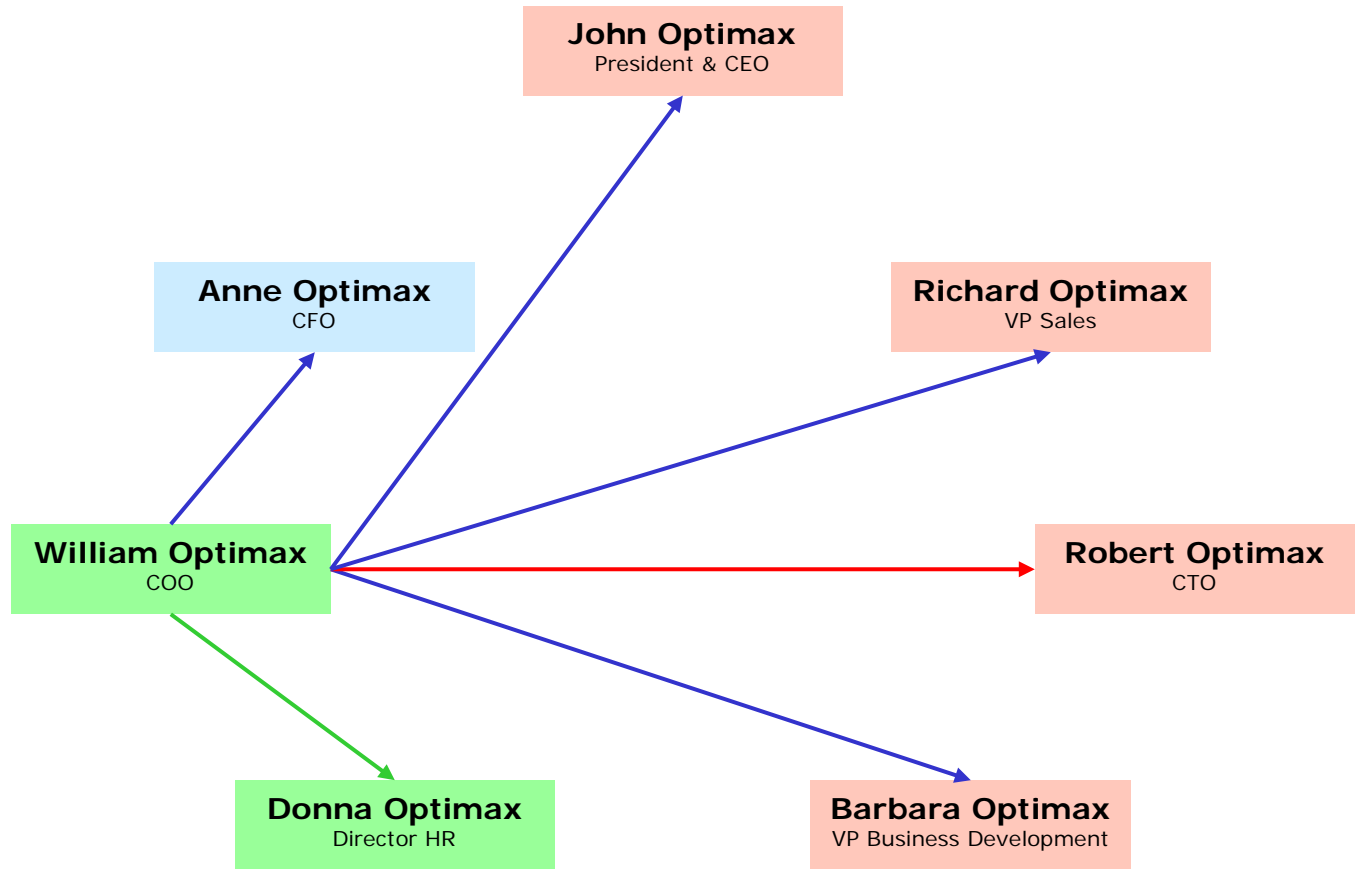 John Optimax
President & CEO
Anne Optimax
CFO
Richard Optimax
VP Sales
William Optimax
COO
Robert Optimax
CTO
Donna Optimax
Director HR
Barbara Optimax
VP Business Development